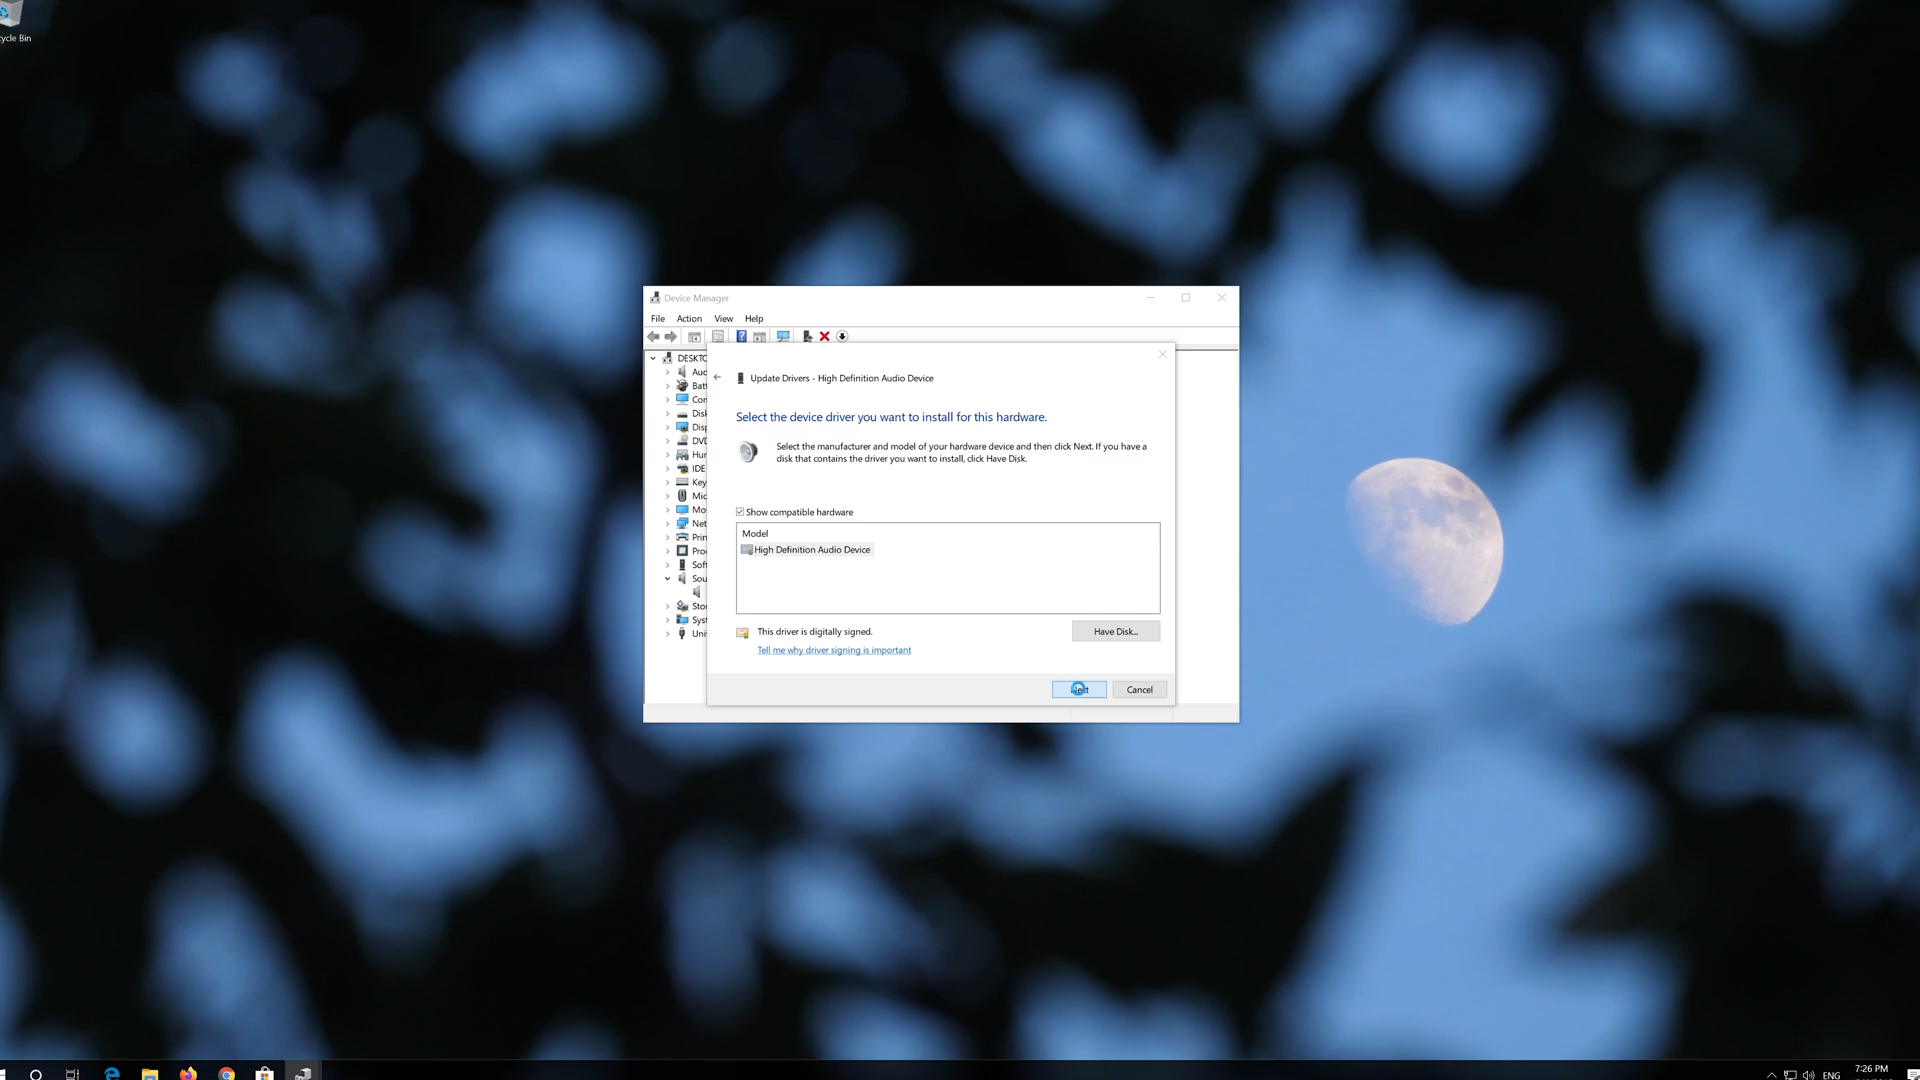 cycle Bin
Device Manager
File Action View Help
DESKTO
Aud
Batt
Con
Disk
Disp
DVD
Hur
IDE
Key
Mic
Mo
Net
Prin
Proc
Soft
Sou
Stor
Syst
Uni
Update Drivers - High Definition Audio Device
Select the device driver you want to install for this hardware.
Select the manufacturer and model of your hardware device and then click Next. If you have a
disk that contains the driver you want to install, click Have Disk.
Show compatible hardware
Model
High Definition Audio Device
This driver is digitally signed.
Have Disk...
Tell me why driver signing is important
Cancel
ENG
7:26 PM